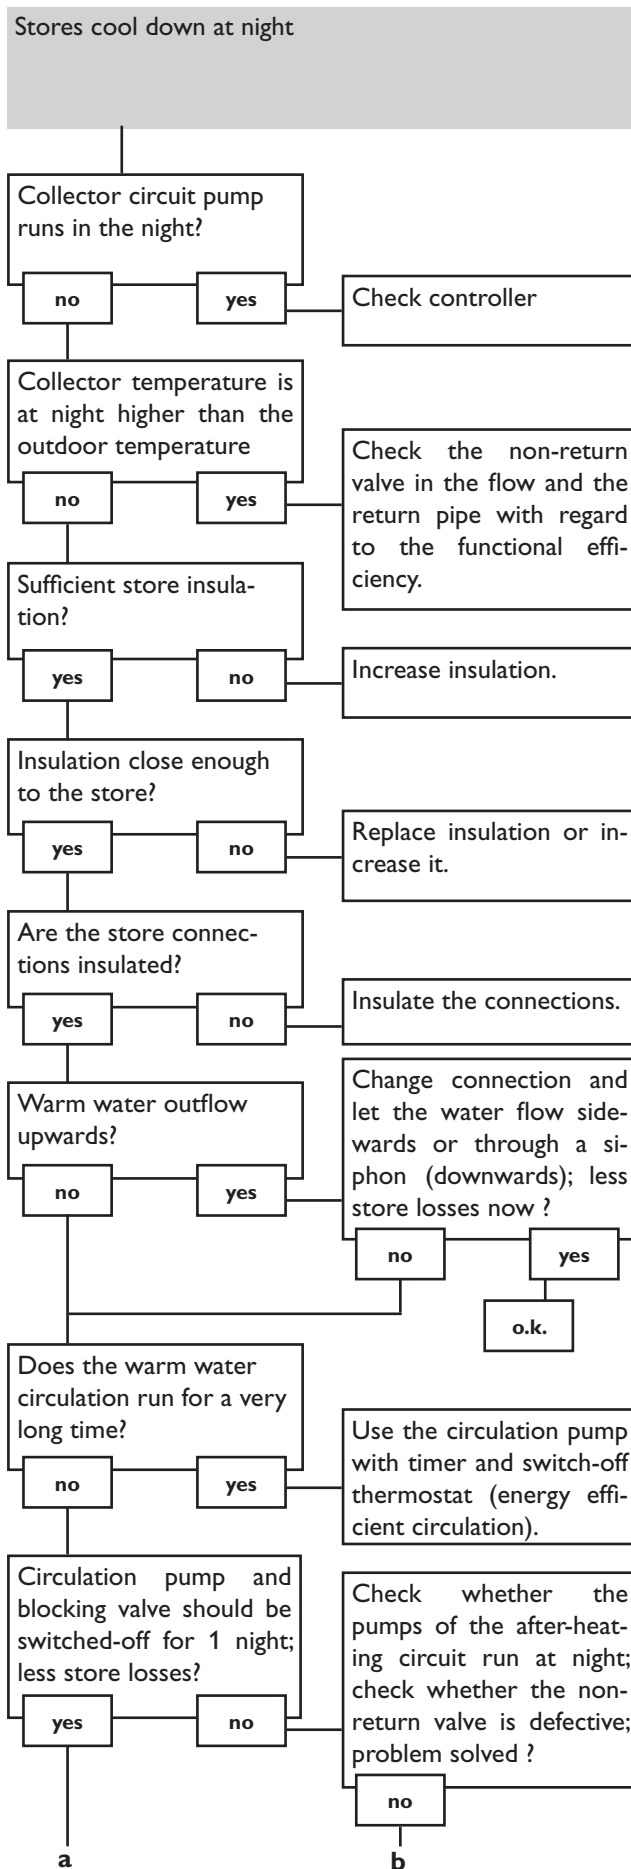 Stores cool down at night
Collector circuit pump
runs in the night?
no
yes
Check controller
Collector temperature is
at night higher than the
outdoor temperature
no
yes
Check the non-return
valve in the flow and the
return pipe with regard
to the functional effi-
ciency.
Sufficient store insula-
tion?
yes
no
Increase insulation.
Insulation close enough
to the store?
yes
no
Replace insulation or in-
crease it.
Are the store connec-
tions insulated?
yes
no
Insulate the connections.
Warm water outflow
upwards?
no
yes
Change connection and
let the water flow side-
wards or through a si-
phon (downwards); less
store losses now ?
no
yes
o.k.
Does the warm water
circulation run for a very
long time?
no
yes
Use the circulation pump
with timer and switch-off
thermostat (energy effi-
cient circulation).
Circulation pump and
blocking valve should be
switched-off for 1 night;
less store losses?
yes
no
Check whether the
pumps of the after-heat-
ing circuit run at night;
check whether the non-
return valve is defective;
problem solved ?
no
a
b